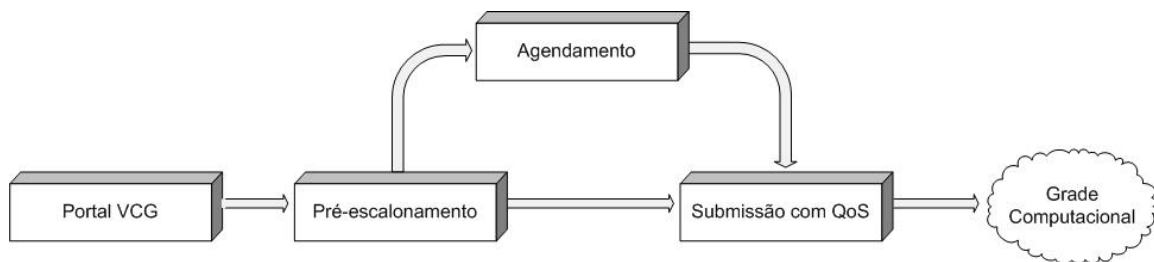 Agendamento
Portal VCG
Pré-escalonamento
Submissão com QoS
Grade
Computacional